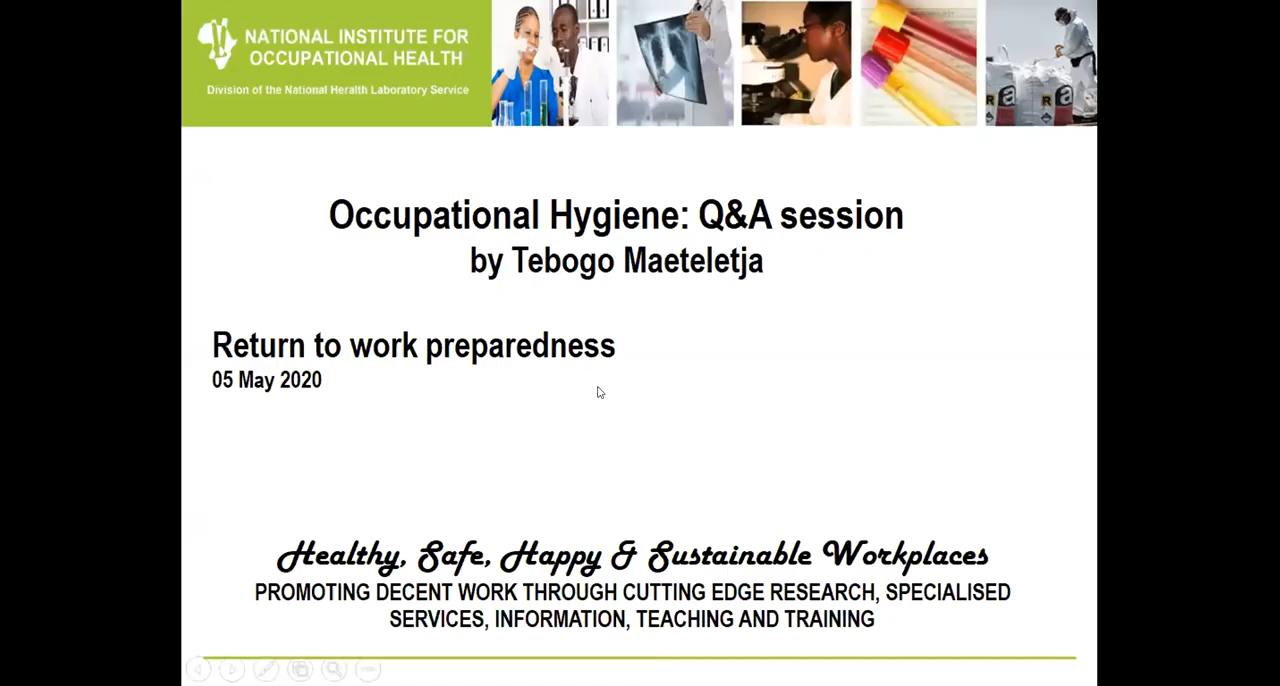 NATIONAL INSTITUTE FOR
OCCUPATIONAL HEALTH
Division of the National Heralth Laboratory Service
R a
R a
Occupational Hygiene: Q&A session
by Tebogo Maeteletja
Return to work preparedness
05 May 2020
Healthy, Safe, Happy & Sustainable Workplaces
PROMOTING DECENT WORK THROUGH CUTTING EDGE RESEARCH, SPECIALISED
SERVICES, INFORMATION, TEACHING AND TRAINING